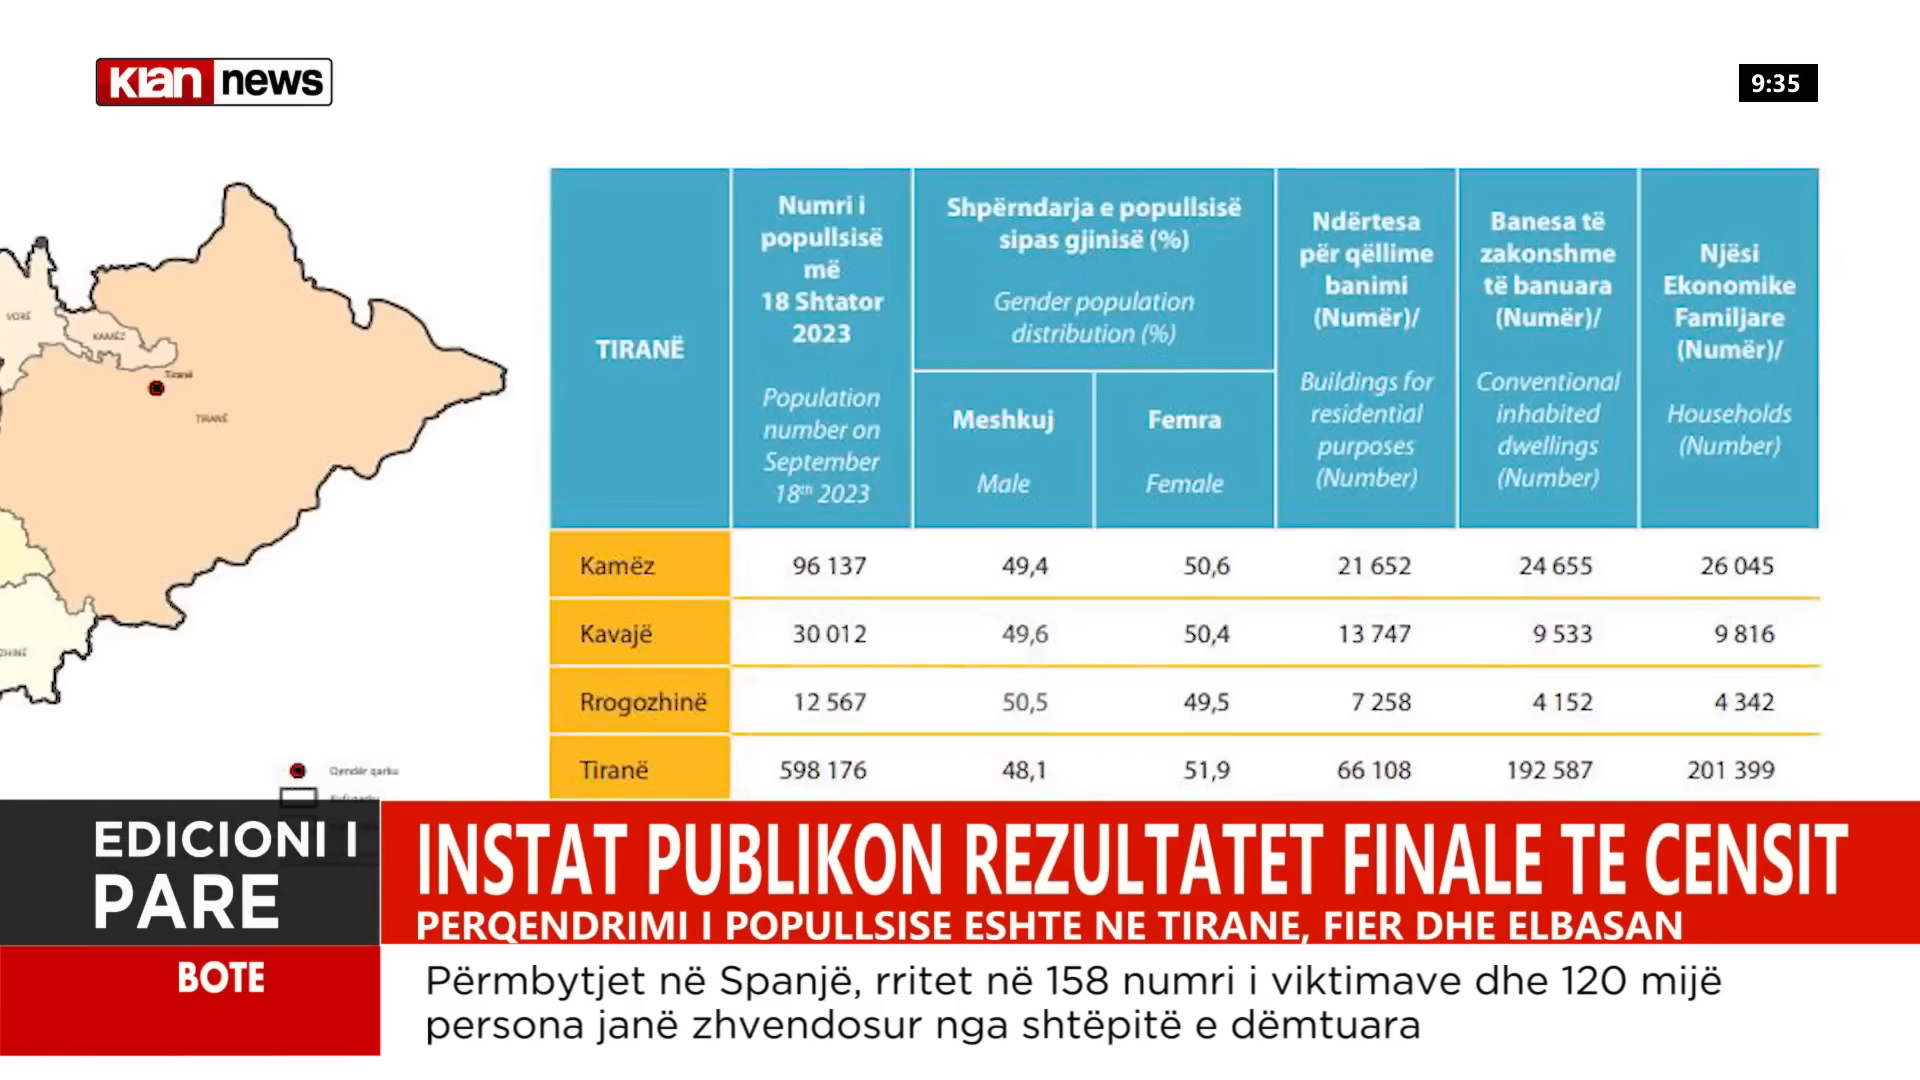 Klan news
9:35
VORË
KAMËZ
Tiranë
TIRANË
Qendër qarku
TIRANË
Numri i
popullsisë
më
18 Shtator
2023
Population
number on
September
18th 2023
Shpërndarja e popullsisë
sipas gjinisë (%)
Gender population
distribution (%)
Meshkuj
Male
Femra
Female
Ndërtesa
për qëllime
banimi
(Numër)/
Buildings for
residential
purposes
(Number)
Banesa të
zakonshme
të banuara
(Numër)/
Conventional
inhabited
dwellings
(Number)
Njësi
Ekonomike
Familjare
(Numër)/
Households
(Number)
Kamëz 96 137 49,4 50,6 21 652 24 655 26 045
Kavajë 30 012 49,6 50,4 13 747 9 533 9 816
Rrogozhinë 12 567 50,5 49,5 7 258 4 152 4 342
Tiranë 598 176 48,1 51,9 66 108 192 587 201 399
EDICIONI I
PARE
INSTAT PUBLIKON REZULTATET FINALE TE CENSIT
PERQENDRIMI I POPULLSISE ESHTE NE TIRANE, FIER DHE ELBASAN
BOTE
Përmbytjet në Spanjë, rritet në 158 numri i viktimave dhe 120 mijë
persona janë zhvendosur nga shtëpitë e dëmtuara